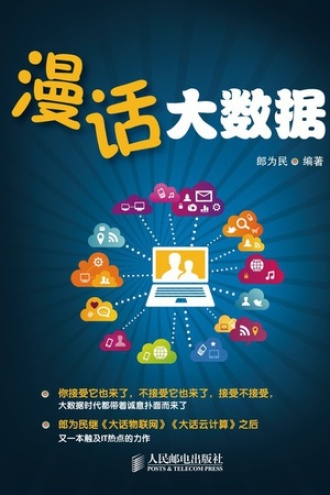 漫话大数据
郎为民 编著
你接受它也来了，不接受它也来了，接受不接受，
大数据时代都带着诚意扑面而来了
郎为民继《大话物联网》《大话云计算》之后
又一本触及IT热点的力作
人民邮电出版社
POSTS & TELECOM PRESS